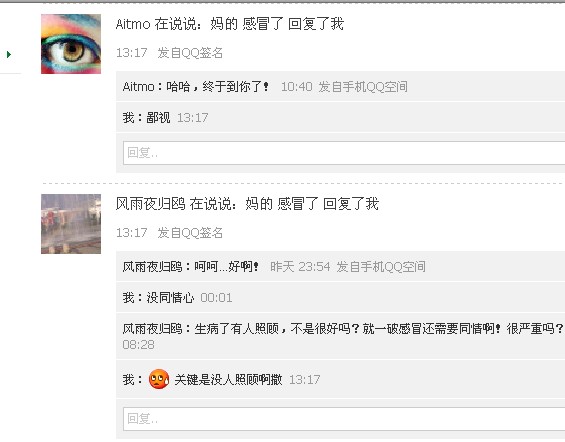 Aitmo 在说说：妈的 感冒了 回复了我
13:17 发自QQ签名
Aitmo：哈哈，终于到你了！ 10:40 发自手机QQ空间
我：鄙视 13:17
回复..
风雨夜归鸥 在说说：妈的 感冒了 回复了我
13:17 发自QQ签名
风雨夜归鸥：呵呵...好啊！ 昨天 23:54 发自手机QQ空间
我：没同情心 00:01
风雨夜归鸥：生病了有人照顾，不是很好吗？就一破感冒还需要同情啊！很严重吗？
08:28
我： 关键是没人照顾啊撒 13:17
回复..